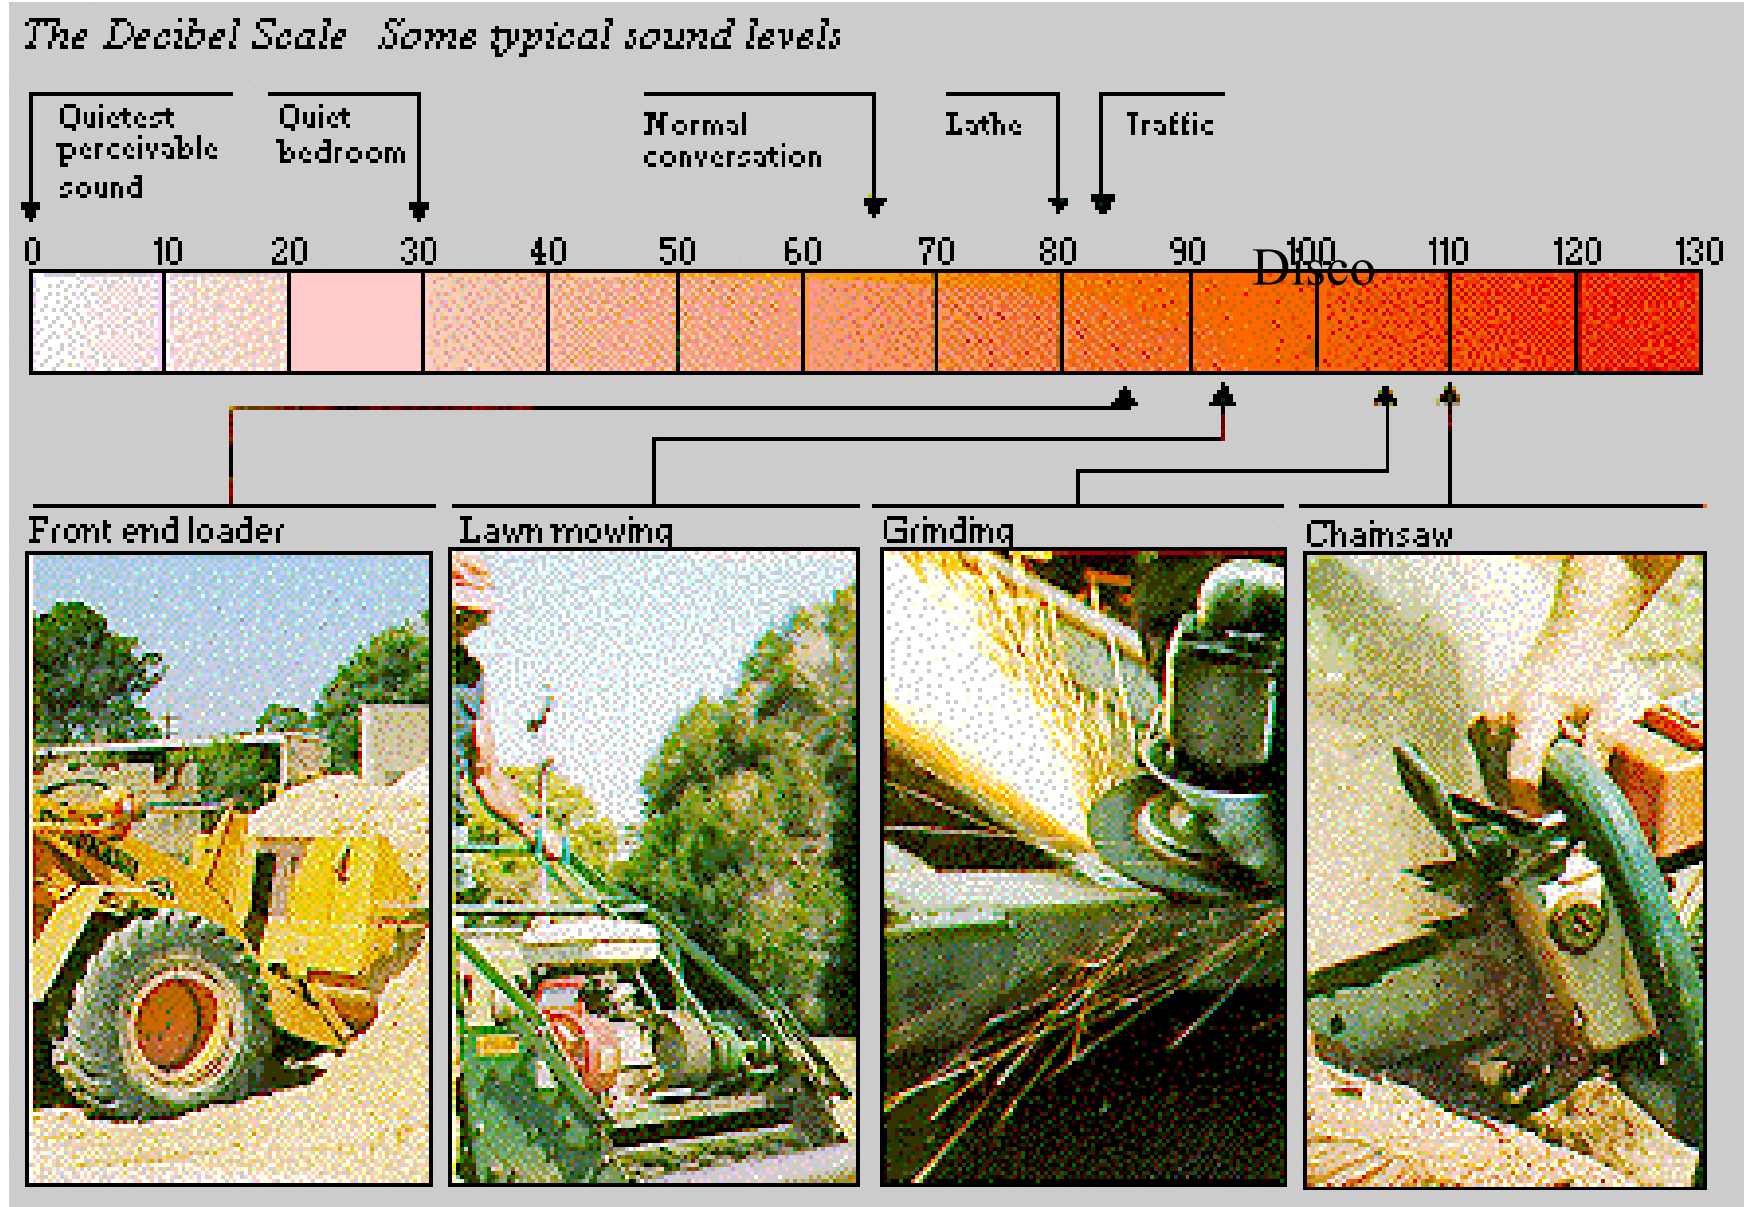 The Decibel Scale Some typical sound levels
Quietest
perceivable
sound
Quiet
bedroom
Normal
conversation
Lathe
Traffic
0 10 20 30 40 50 60 70 80 90 100 110 120 130
Disco
Front end loader
Lawn mowing
Grinding
Chainsaw